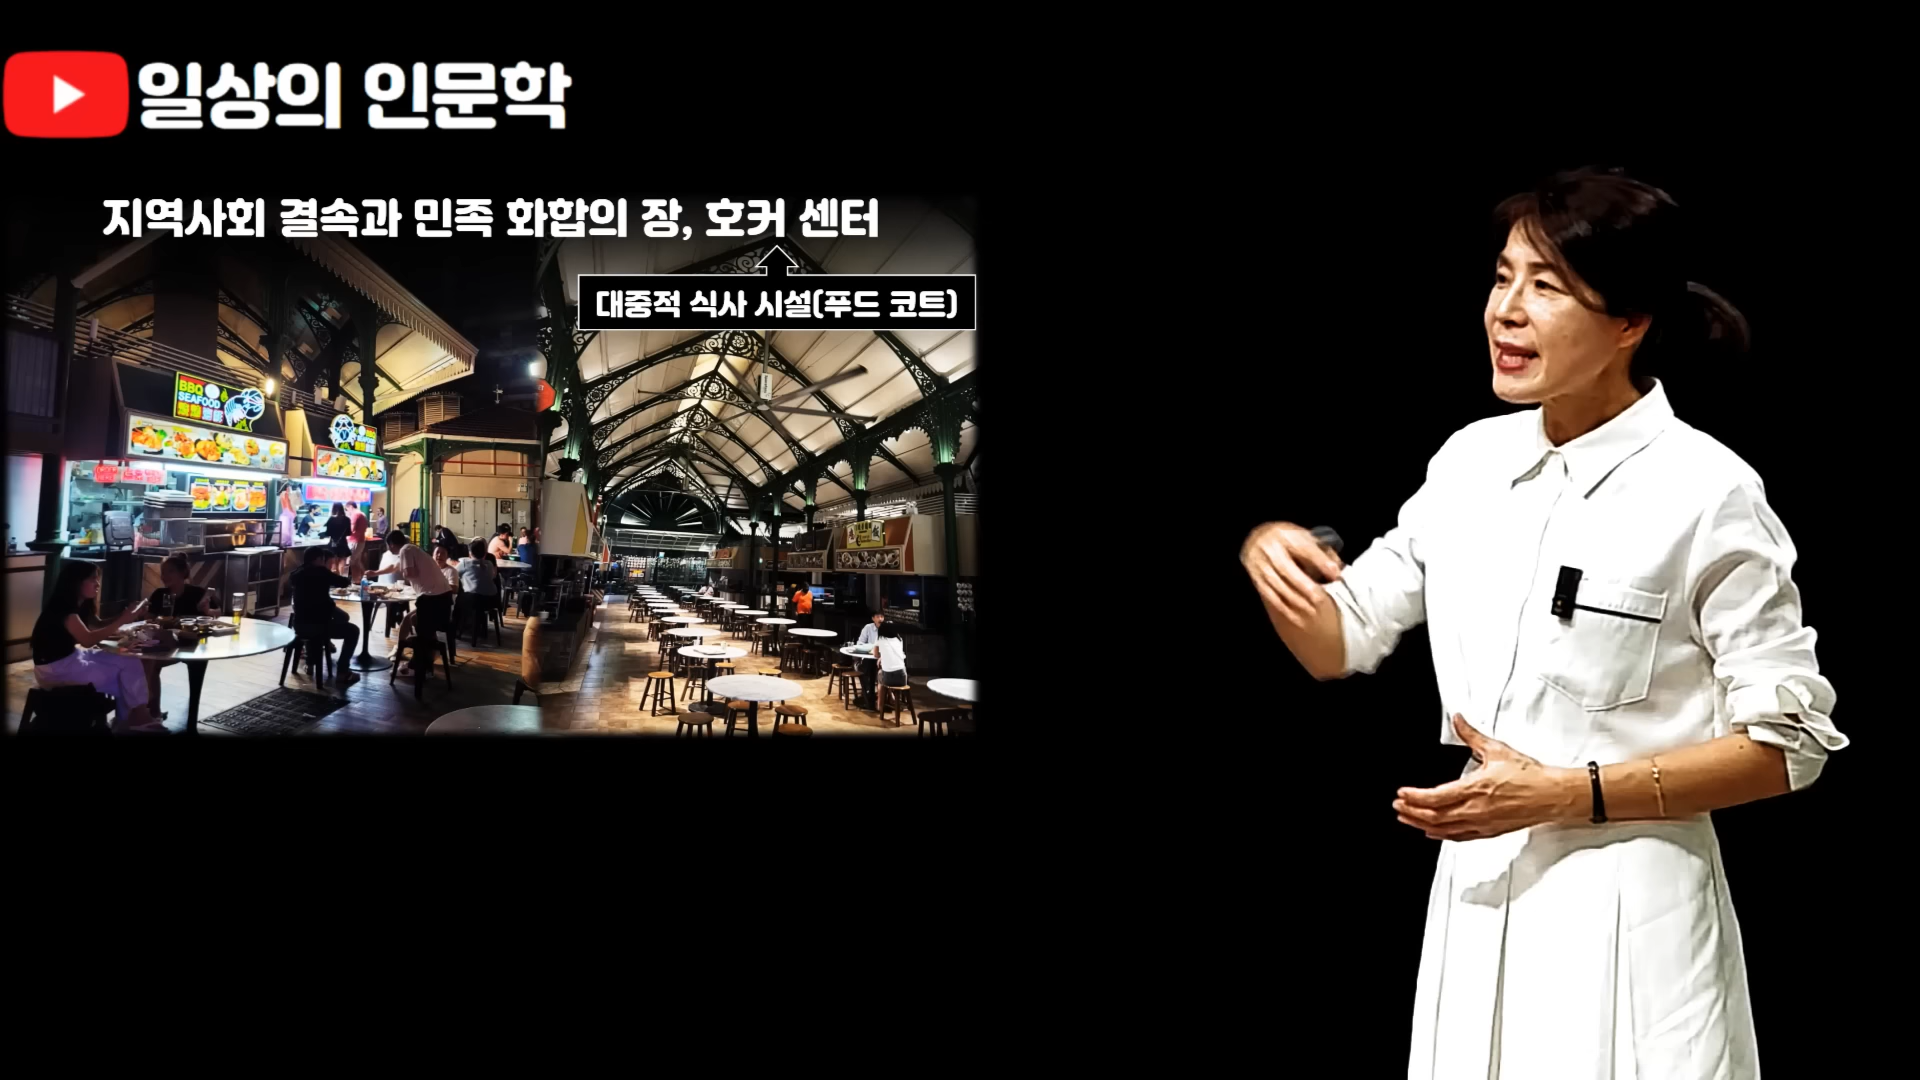 일상의 인문학
지역사회 결속과 민족 화합의 장, 호커 센터
대중적 식사 시설(푸드 코트)
BBQ
SEAFOOD